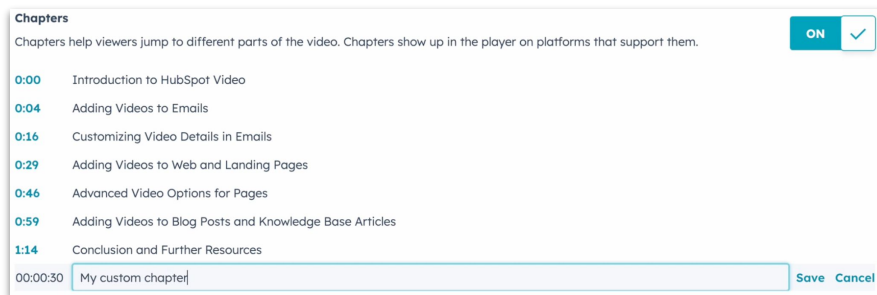 Chapters
Chapters help viewers jump to different parts of the video. Chapters show up in the player on platforms that support them.
ON
0:00 Introduction to HubSpot Video
0:04 Adding Videos to Emails
0:16 Customizing Video Details in Emails
0:29 Adding Videos to Web and Landing Pages
0:46 Advanced Video Options for Pages
0:59 Adding Videos to Blog Posts and Knowledge Base Articles
1:14 Conclusion and Further Resources
00:00:30 My custom chapter Save Cancel